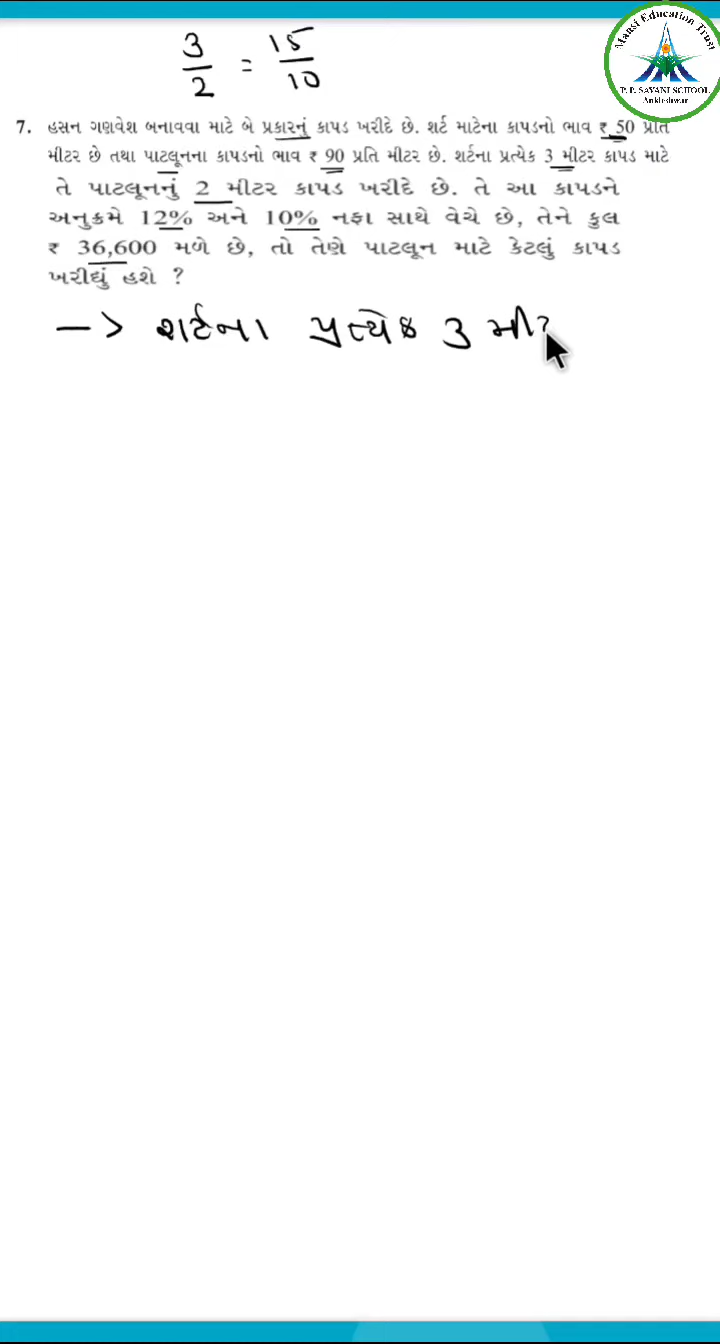 Mansi Education Trust
P. P. SAVANI SCHOOL
Ankleshwar
3/2 = 15/10
7. હસન ગણવેશ બનાવવા માટે બે પ્રકારનું કાપડ ખરીદે છે. શર્ટ માટેના કાપડનો ભાવ ₹ 50 પ્રતિ
મીટર છે તથા પાટલૂનના કાપડનો ભાવ ₹ 90 પ્રતિ મીટર છે. શર્ટના પ્રત્યેક 3 મીટર કાપડ માટે
તે પાટલૂનનું 2 મીટર કાપડ ખરીદે છે. તે આ કાપડને
અનુક્રમે 12% અને 10% નફા સાથે વેચે છે, તેને કુલ
₹ 36,600 મળે છે, તો તેણે પાટલૂન માટે કેટલું કાપડ
ખરીદ્યું હશે ?
–> શર્ટના પ્રત્યેક 3 મી